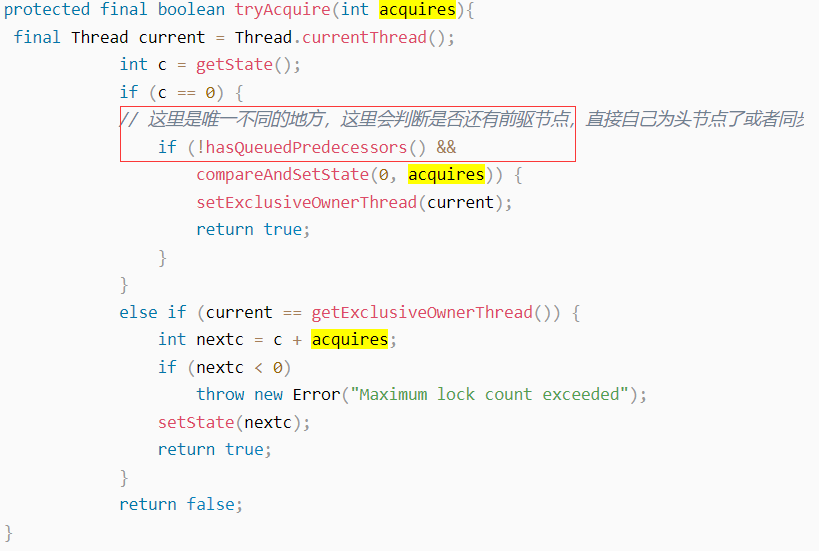 protected final boolean tryAcquire(int acquires){
final Thread current = Thread.currentThread();
int c = getState();
if (c == 0) {
// 这里是唯一不同的地方，这里会判断是否还有前驱节点，直接自己为头节点了或者同步
if (!hasQueuedPredecessors() &&
compareAndSetState(0, acquires)) {
setExclusiveOwnerThread(current);
return true;
}
}
else if (current == getExclusiveOwnerThread()) {
int nextc = c + acquires;
if (nextc < 0)
throw new Error("Maximum lock count exceeded");
setState(nextc);
return true;
}
return false;
}